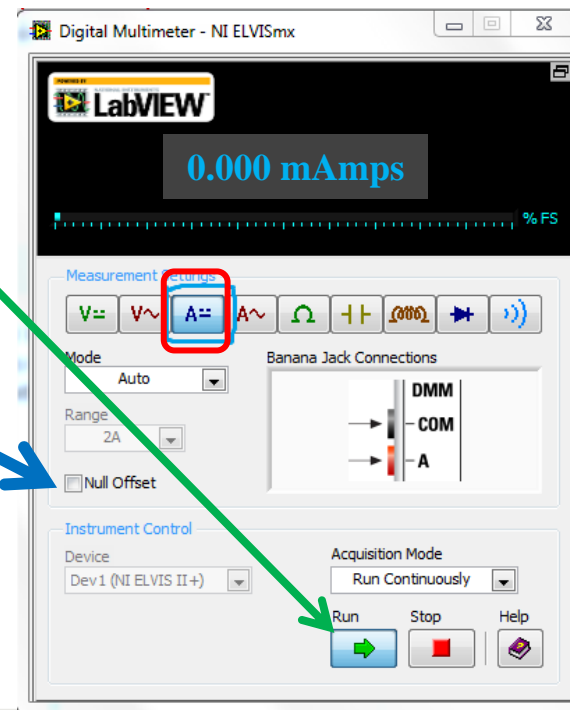 Digital Multimeter - NI ELVISmx
POWERED BY
LabVIEW
0.000 mAmps
% FS
Measurement Settings
V
V
A
A
Ω
Mode
Auto
Banana Jack Connections
DMM
COM
A
Range
2A
Null Offset
Instrument Control
Device
Dev1 (NI ELVIS II+)
Acquisition Mode
Run Continuously
Run Stop Help